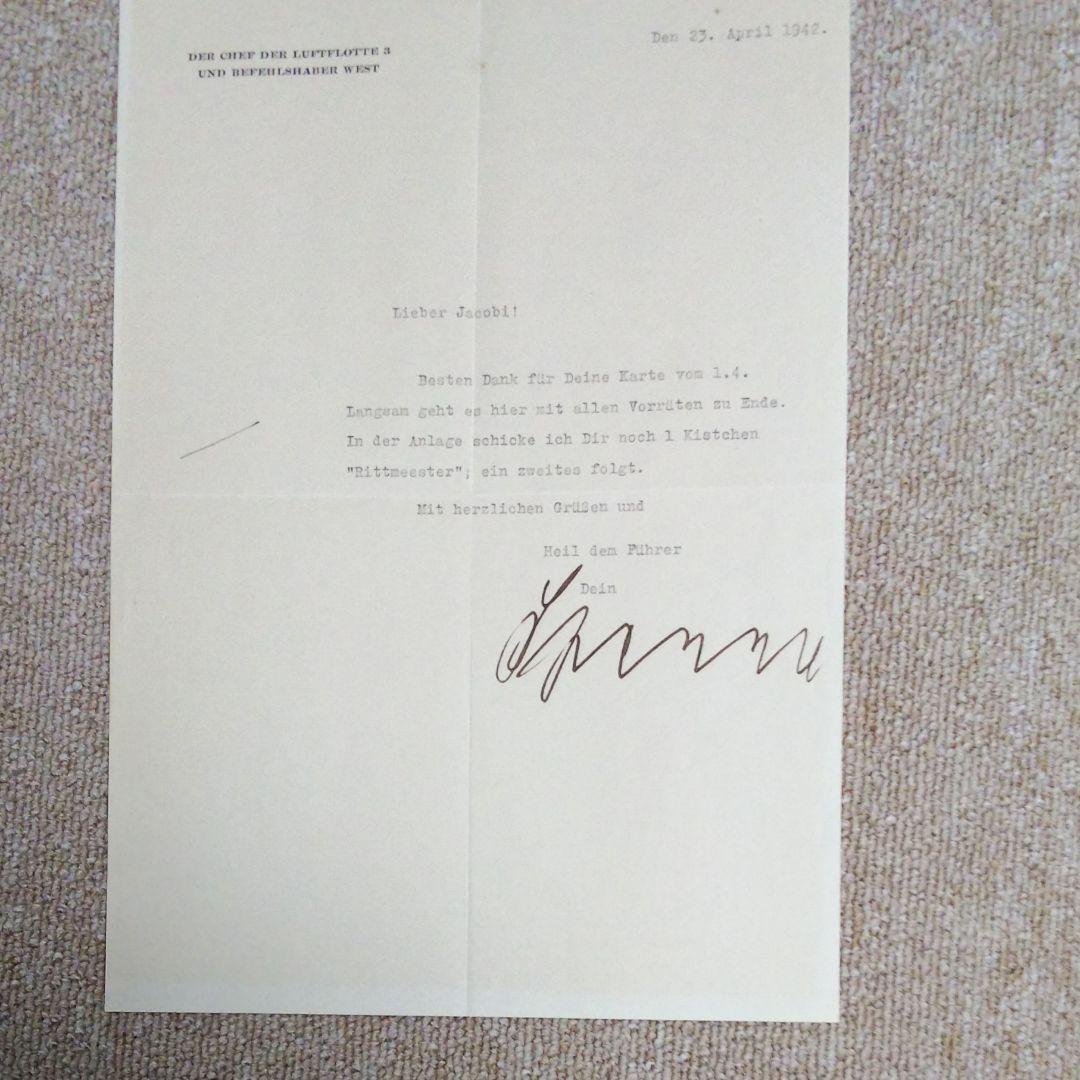 Den 23. April 1942.
DER CHEF DER LUFTFLOTTE 3
UND BEFEHLSHABER WEST
Lieber Jacobi!
Besten Dank für Deine Karte vom 1.4.
Langsam geht es hier mit allen Vorräten zu Ende.
In der Anlage schicke ich Dir noch 1 Kistchen
"Rittmeester"; ein zweites folgt.
Mit herzlichen Grüßen und
Heil dem Führer
Dein